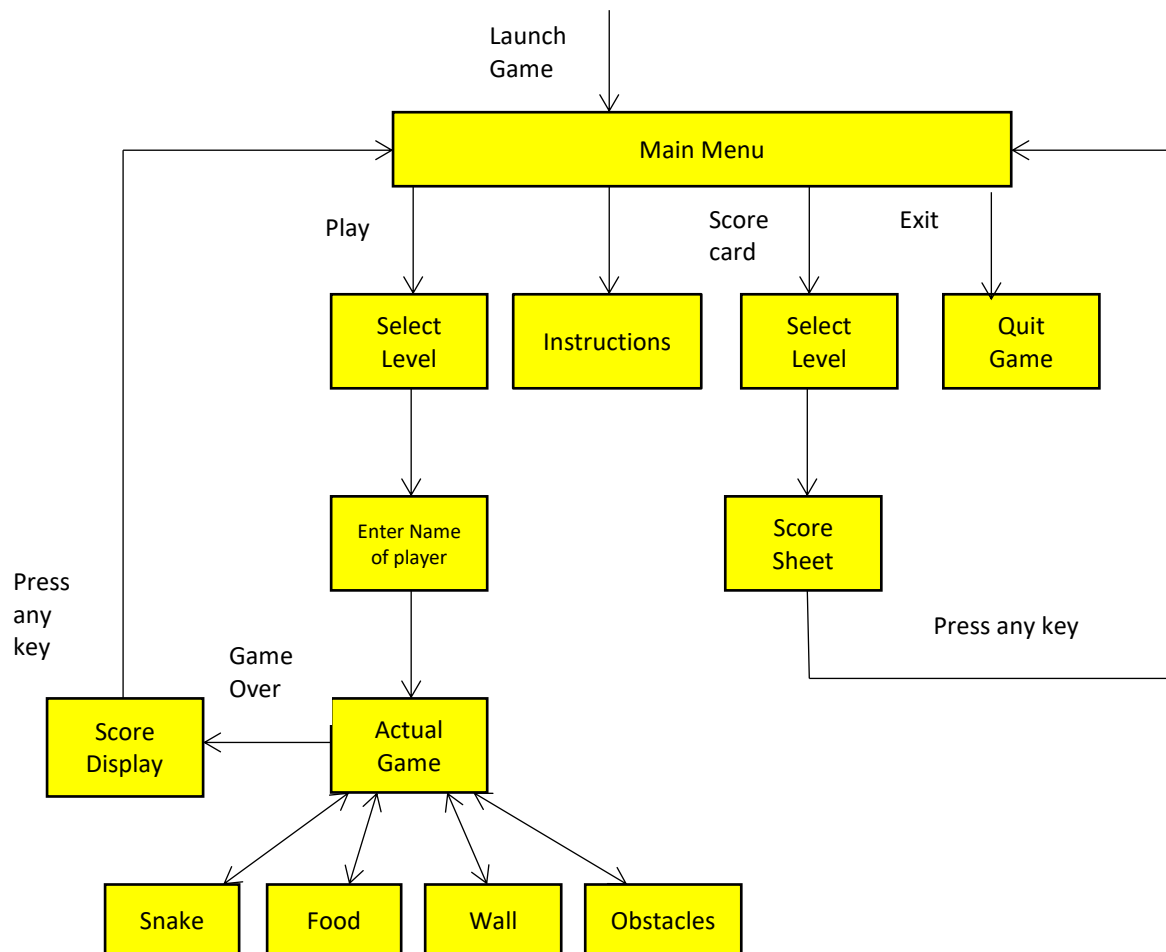 Launch
Game
Main Menu
Play
Score
card
Exit
Select
Level
Instructions
Select
Level
Quit
Game
Enter Name
of player
Score
Sheet
Press
any
key
Press any key
Game
Over
Score
Display
Actual
Game
Snake
Food
Wall
Obstacles